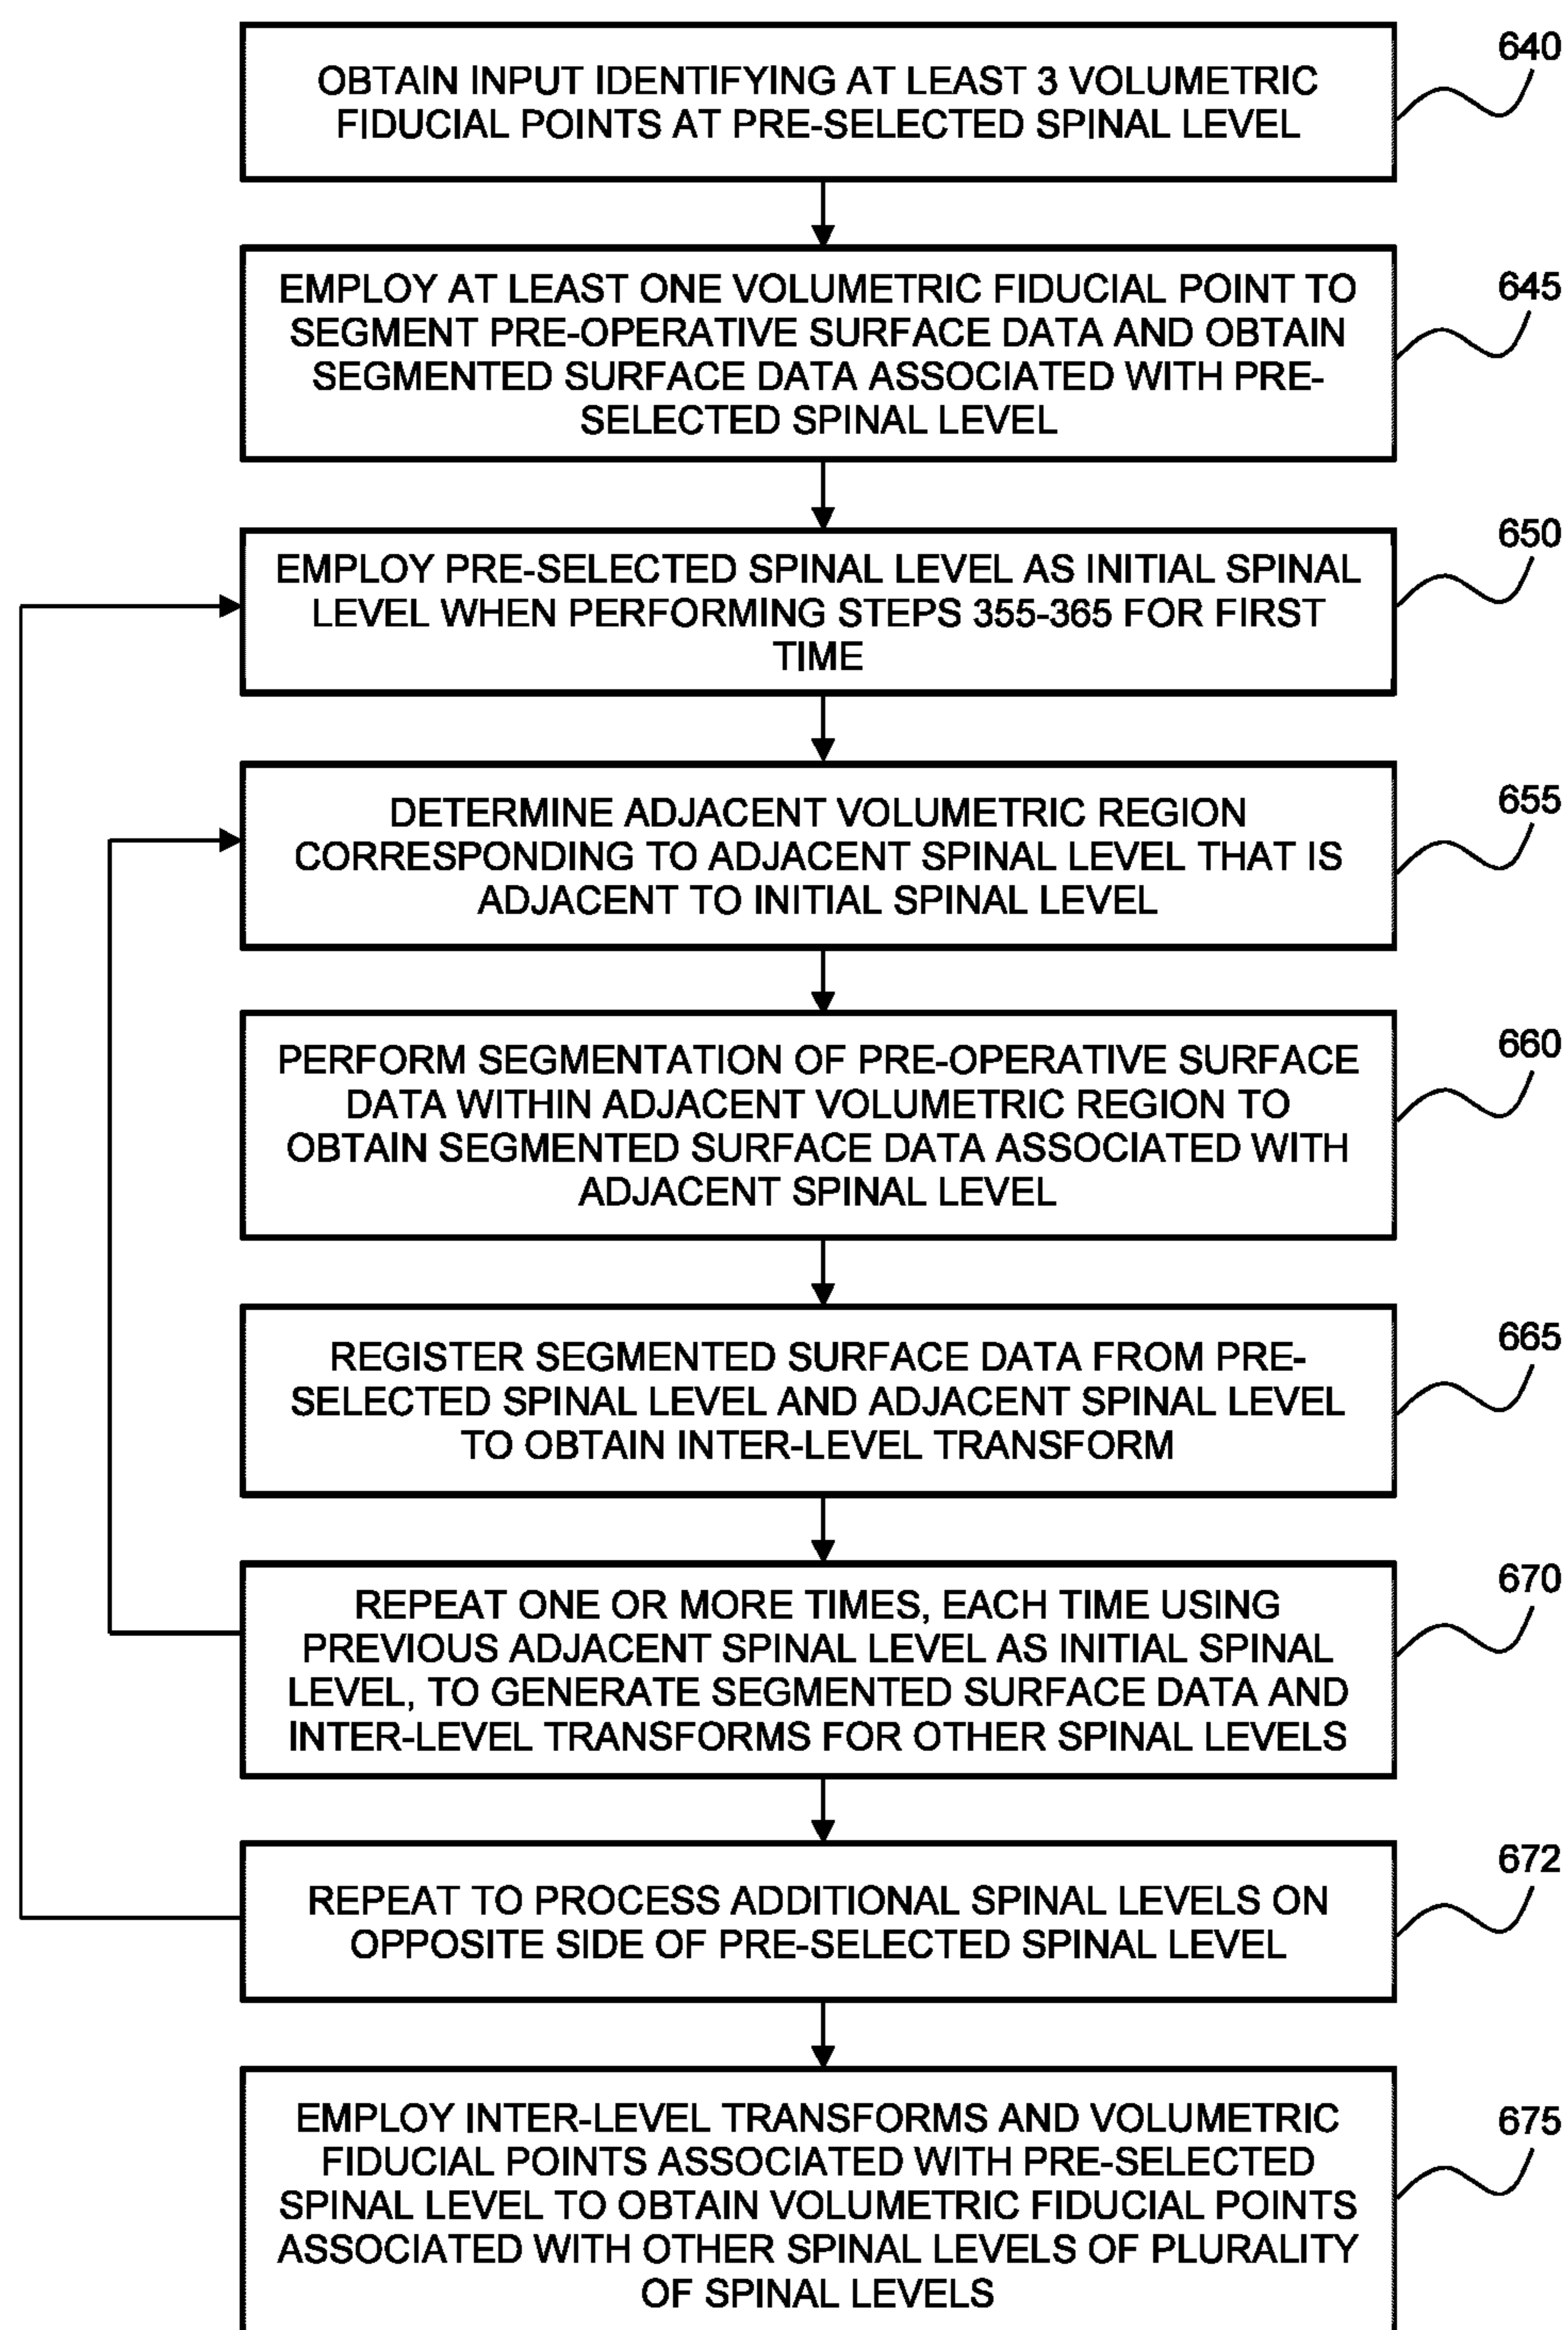 640
OBTAIN INPUT IDENTIFYING AT LEAST 3 VOLUMETRIC
FIDUCIAL POINTS AT PRE-SELECTED SPINAL LEVEL
645
EMPLOY AT LEAST ONE VOLUMETRIC FIDUCIAL POINT TO
SEGMENT PRE-OPERATIVE SURFACE DATA AND OBTAIN
SEGMENTED SURFACE DATA ASSOCIATED WITH PRE-
SELECTED SPINAL LEVEL
650
EMPLOY PRE-SELECTED SPINAL LEVEL AS INITIAL SPINAL
LEVEL WHEN PERFORMING STEPS 355-365 FOR FIRST
TIME
655
DETERMINE ADJACENT VOLUMETRIC REGION
CORRESPONDING TO ADJACENT SPINAL LEVEL THAT IS
ADJACENT TO INITIAL SPINAL LEVEL
660
PERFORM SEGMENTATION OF PRE-OPERATIVE SURFACE
DATA WITHIN ADJACENT VOLUMETRIC REGION TO
OBTAIN SEGMENTED SURFACE DATA ASSOCIATED WITH
ADJACENT SPINAL LEVEL
665
REGISTER SEGMENTED SURFACE DATA FROM PRE-
SELECTED SPINAL LEVEL AND ADJACENT SPINAL LEVEL
TO OBTAIN INTER-LEVEL TRANSFORM
670
REPEAT ONE OR MORE TIMES, EACH TIME USING
PREVIOUS ADJACENT SPINAL LEVEL AS INITIAL SPINAL
LEVEL, TO GENERATE SEGMENTED SURFACE DATA AND
INTER-LEVEL TRANSFORMS FOR OTHER SPINAL LEVELS
672
REPEAT TO PROCESS ADDITIONAL SPINAL LEVELS ON
OPPOSITE SIDE OF PRE-SELECTED SPINAL LEVEL
675
EMPLOY INTER-LEVEL TRANSFORMS AND VOLUMETRIC
FIDUCIAL POINTS ASSOCIATED WITH PRE-SELECTED
SPINAL LEVEL TO OBTAIN VOLUMETRIC FIDUCIAL POINTS
ASSOCIATED WITH OTHER SPINAL LEVELS OF PLURALITY
OF SPINAL LEVELS